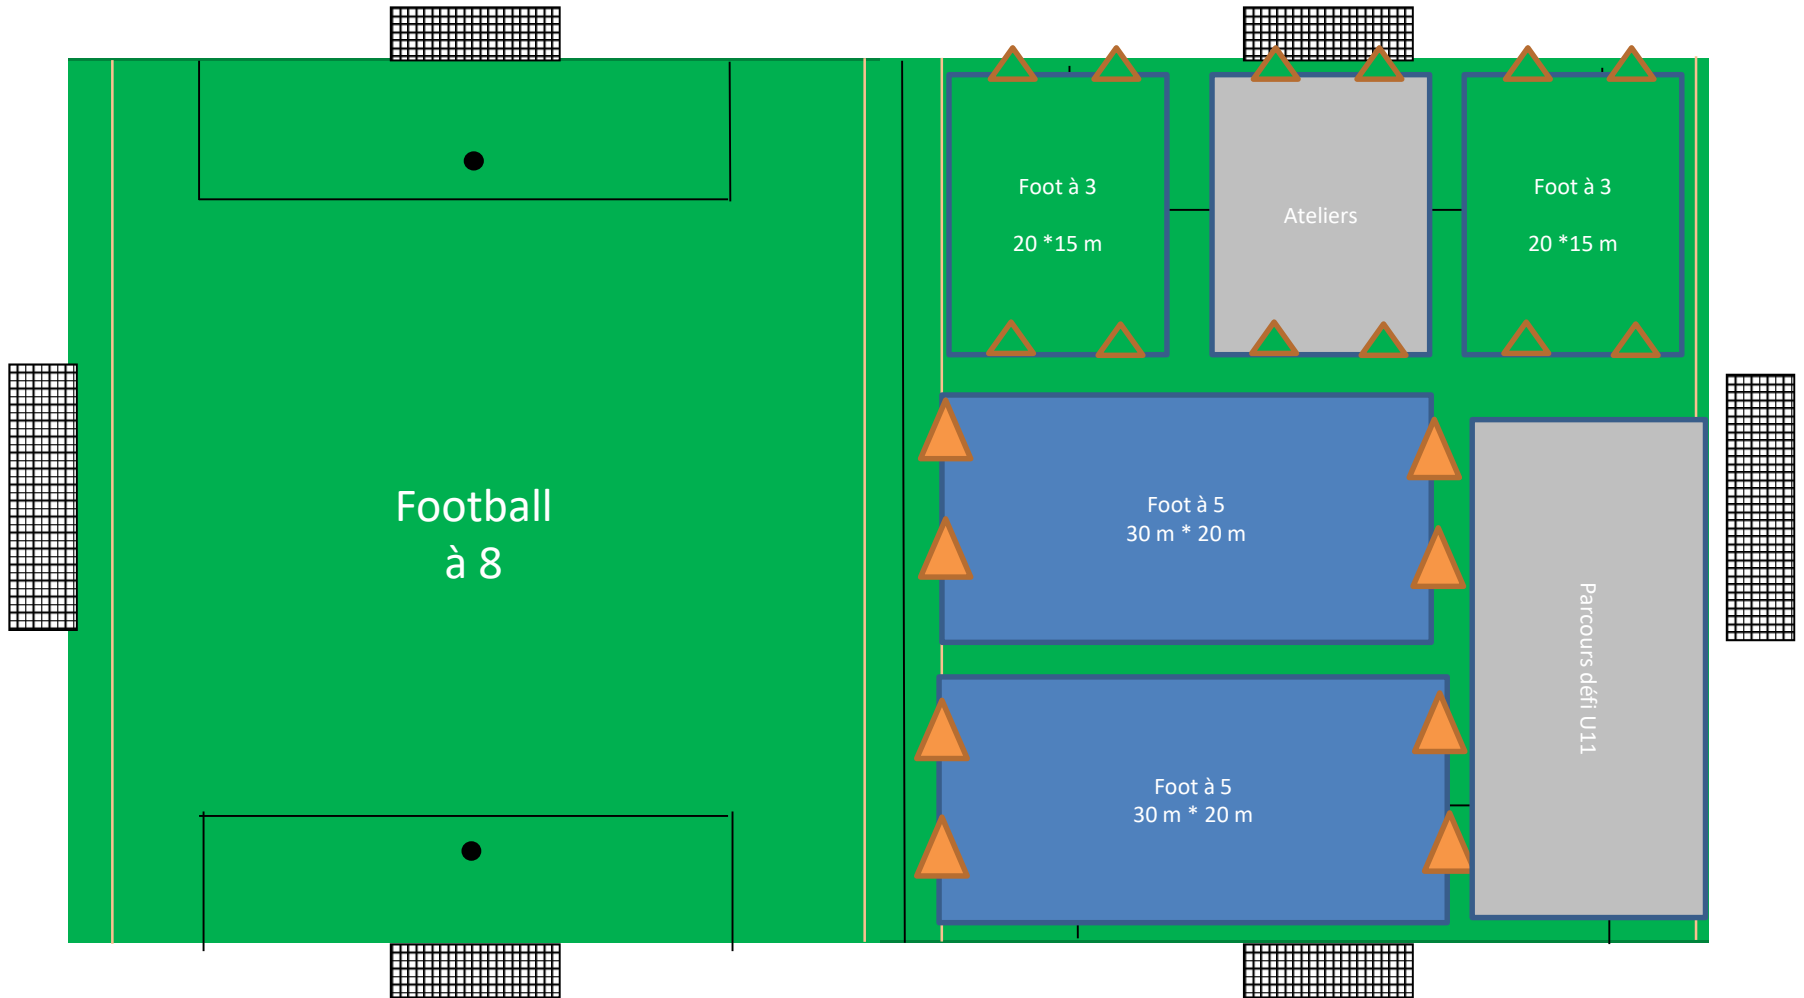 Football
à 8
Foot à 3
20 *15 m
Ateliers
Foot à 3
20 *15 m
Foot à 5
30 m * 20 m
Foot à 5
30 m * 20 m
Parcours défi U11